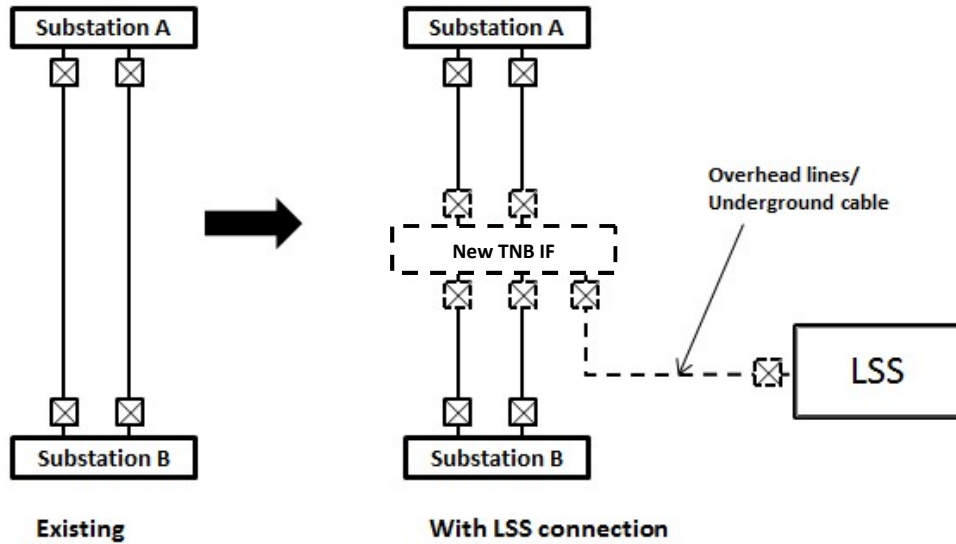 Substation A
Substation A
Overhead lines/
Underground cable
New TNB IF
LSS
Substation B
Substation B
Existing
With LSS connection